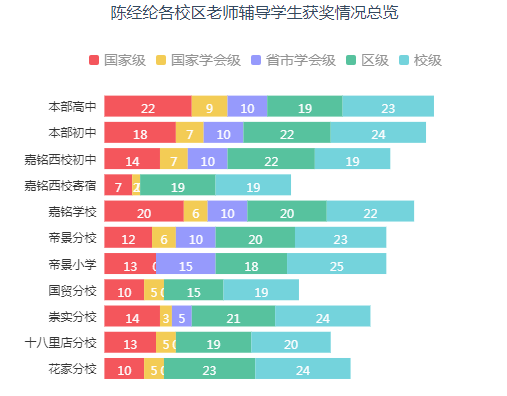 陈经纶各校区老师辅导学生获奖情况总览
国家级 国家学会级 省市学会级 区级 校级
本部高中 22 9 10 19 23
本部初中 18 7 10 22 24
嘉铭西校初中 14 7 10 22 19
嘉铭西校寄宿 7 2 19 19
嘉铭学校 20 6 10 20 22
帝景分校 12 6 10 20 23
帝景小学 13 0 15 18 25
国贸分校 10 5 0 15 19
崇实分校 14 3 5 21 24
十八里店分校 13 5 0 19 20
花家分校 10 5 0 23 24